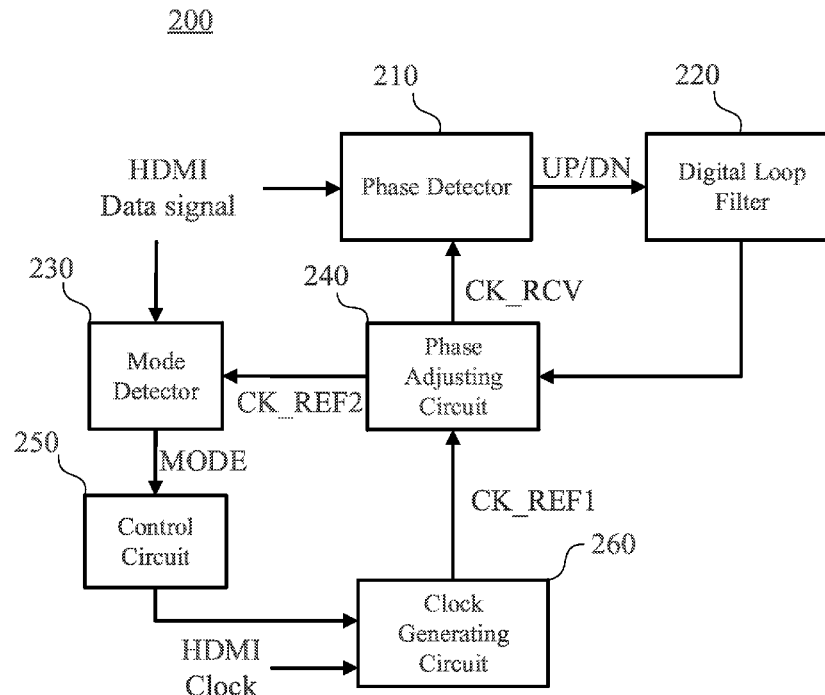 200
210
220
HDMI
Data signal
Phase Detector
UP/DN
Digital Loop
Filter
230
240
CK_RCV
Mode
Detector
CK_REF2
Phase
Adjusting
Circuit
250
MODE
CK_REF1
Control
Circuit
260
HDMI
Clock
Clock
Generating
Circuit